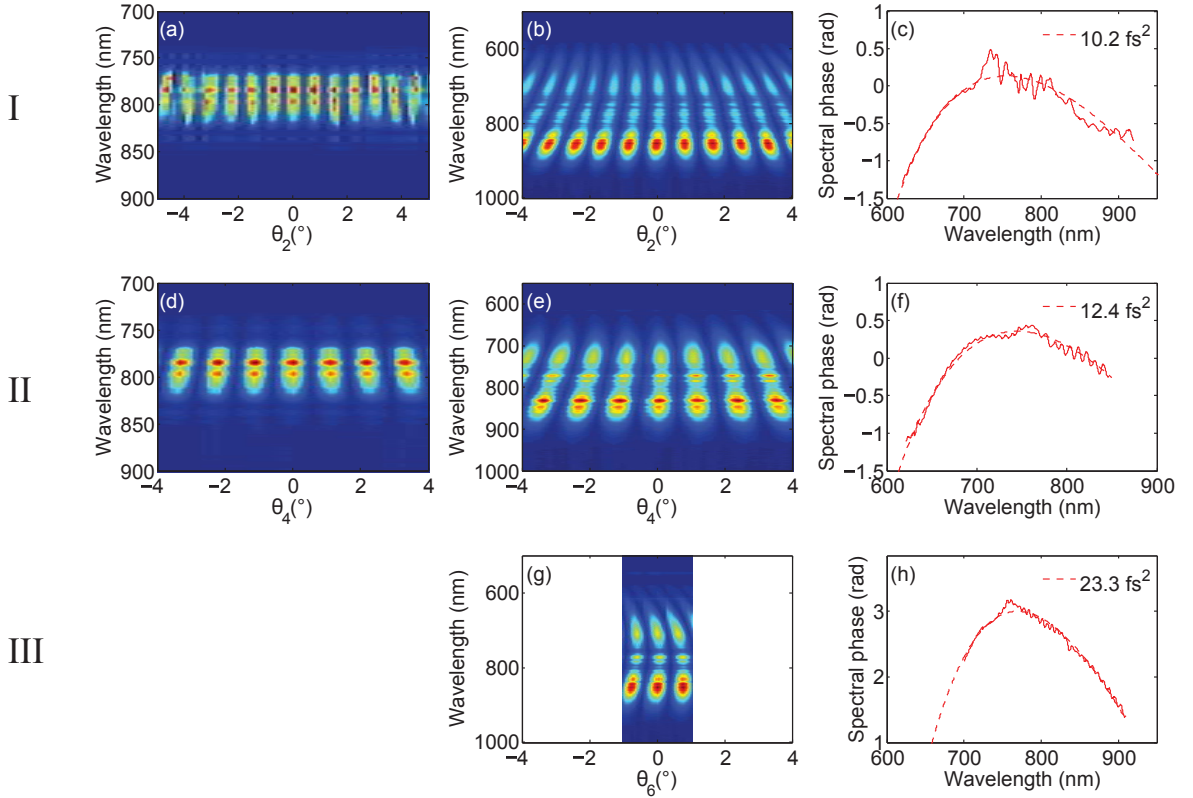 I
(a)
700
750
800
850
900
Wavelength (nm)
−4 −2 0 2 4
θ2(°)
(b)
600
800
1000
Wavelength (nm)
−4 −2 0 2 4
θ2(°)
(c)
10.2 fs²
1
0.5
0
−0.5
−1
−1.5
Spectral phase (rad)
600 700 800 900
Wavelength (nm)
II
(d)
700
750
800
850
900
Wavelength (nm)
−4 −2 0 2 4
θ4(°)
(e)
600
700
800
900
1000
Wavelength (nm)
−4 −2 0 2 4
θ4(°)
(f)
12.4 fs²
1
0.5
0
−0.5
−1
−1.5
Spectral phase (rad)
600 700 800 900
Wavelength (nm)
III
(g)
600
800
1000
Wavelength (nm)
−4 −2 0 2 4
θ6(°)
(h)
23.3 fs²
3
2
1
Spectral phase (rad)
600 700 800 900
Wavelength (nm)